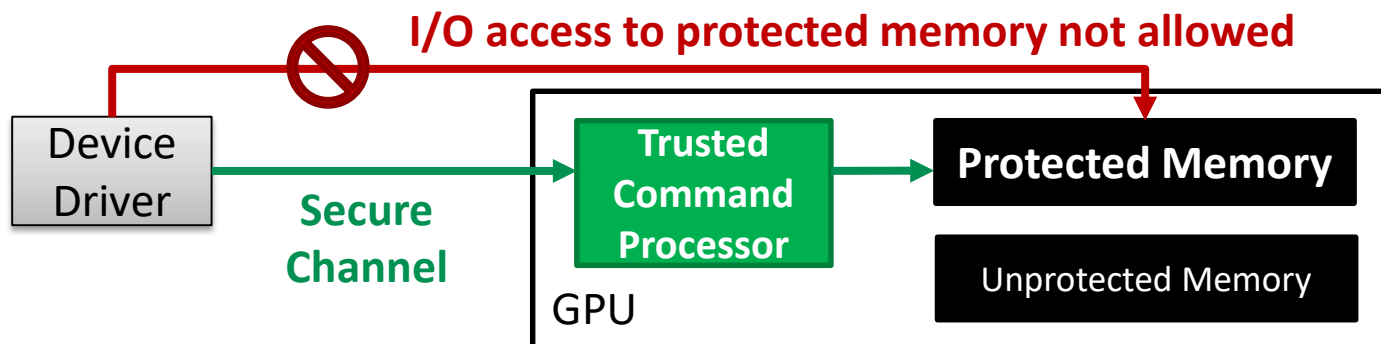 I/O access to protected memory not allowed
Device
Driver
Secure
Channel
Trusted
Command
Processor
Protected Memory
Unprotected Memory
GPU